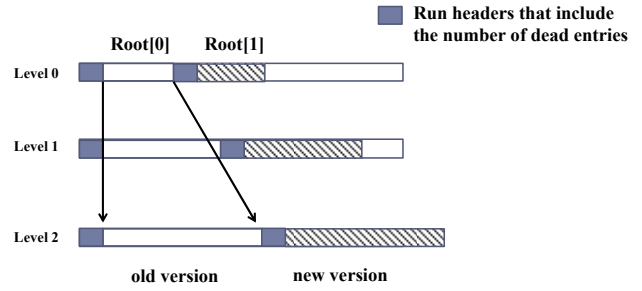 Run headers that include
the number of dead entries
Root[0] Root[1]
Level 0
Level 1
Level 2
old version new version